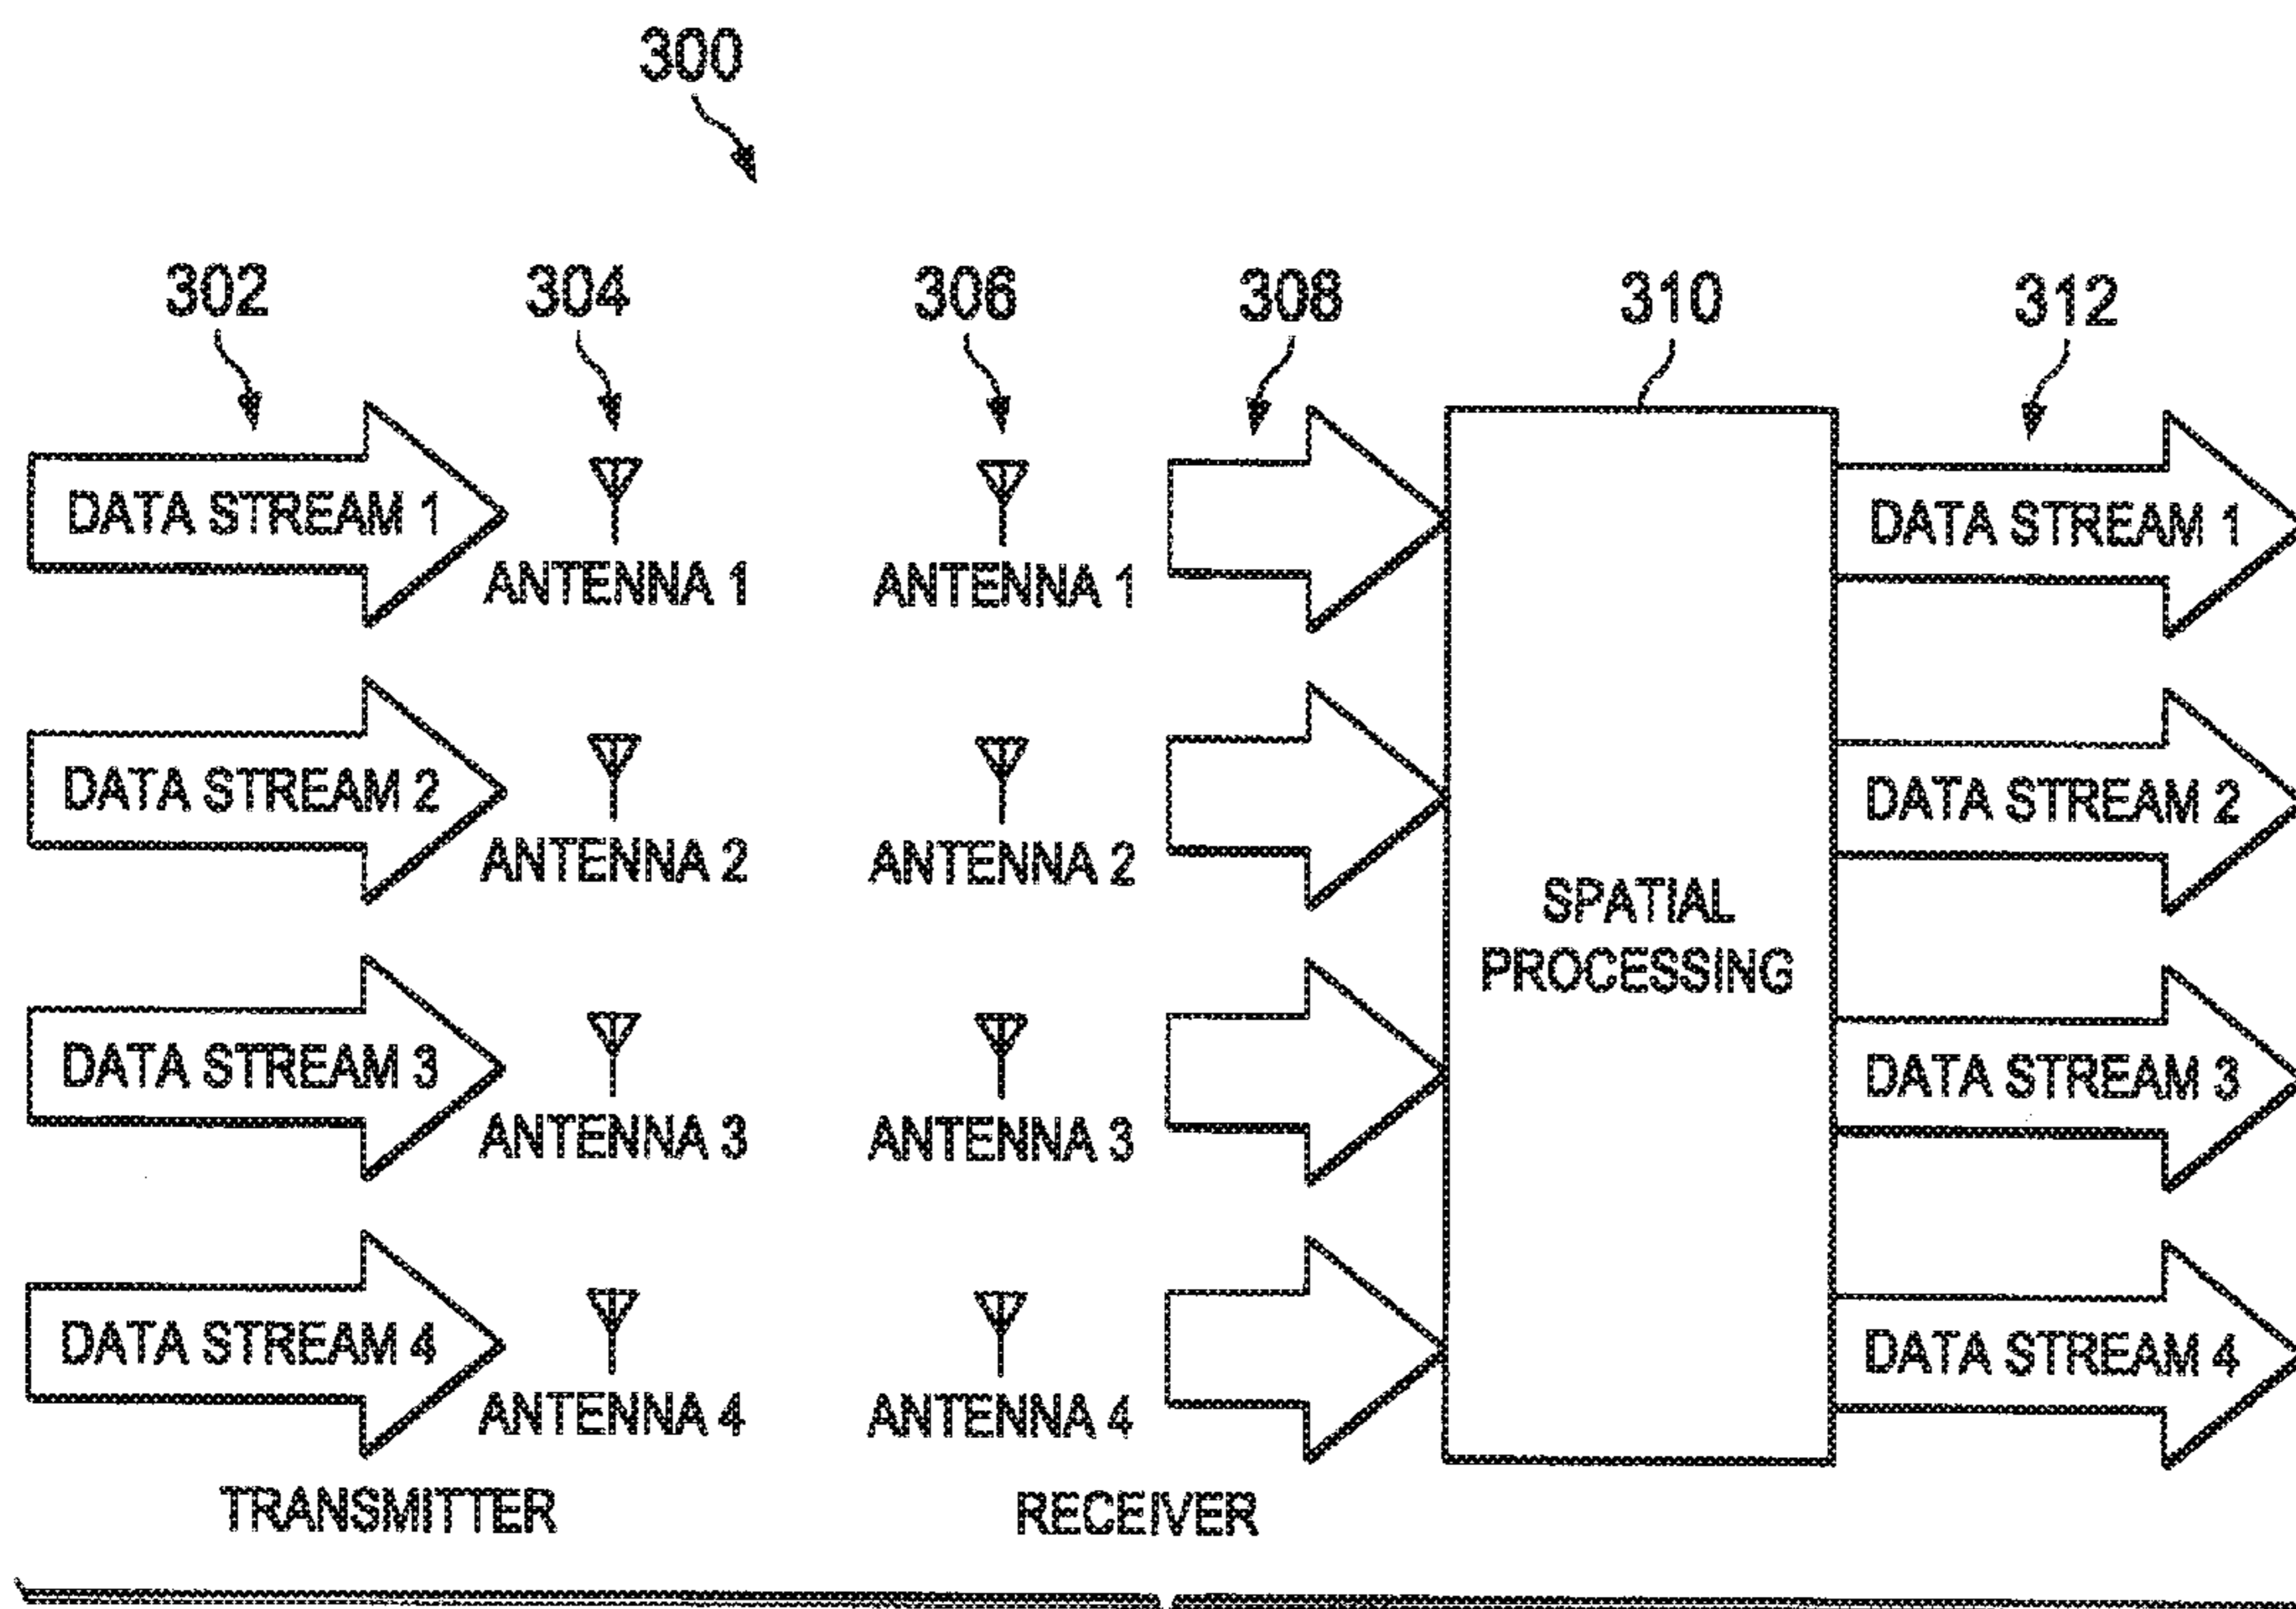 300
302 304 306 308 310 312
DATA STREAM 1 ANTENNA 1 ANTENNA 1 DATA STREAM 1
DATA STREAM 2 ANTENNA 2 ANTENNA 2 DATA STREAM 2
SPATIAL
PROCESSING
DATA STREAM 3 ANTENNA 3 ANTENNA 3 DATA STREAM 3
DATA STREAM 4 ANTENNA 4 ANTENNA 4 DATA STREAM 4
TRANSMITTER RECEIVER